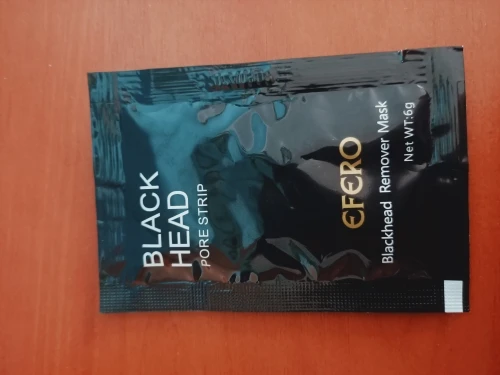 BLACK
HEAD
PORE STRIP
EFERO
Blackhead Remover Mask
Net WT:6g